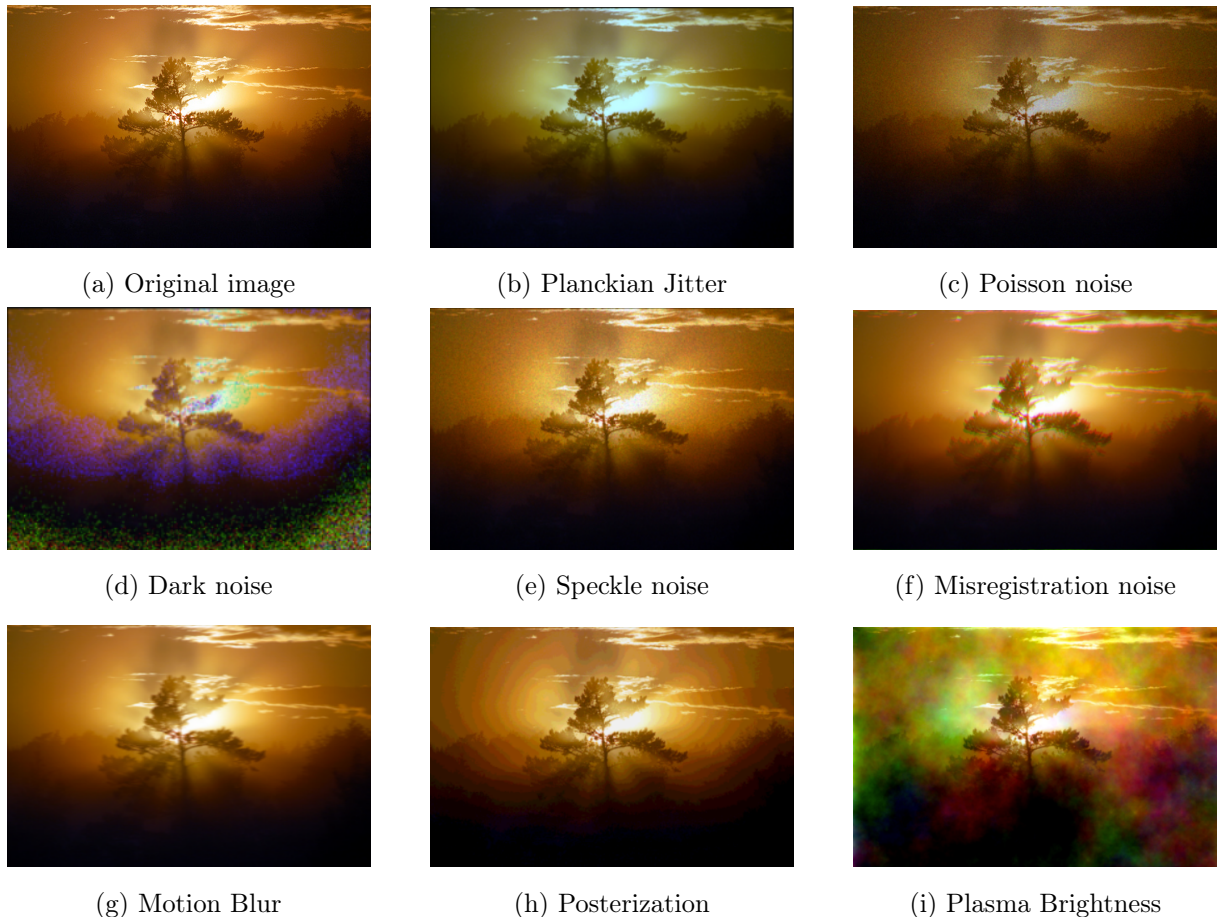 (a) Original image
(b) Planckian Jitter
(c) Poisson noise
(d) Dark noise
(e) Speckle noise
(f) Misregistration noise
(g) Motion Blur
(h) Posterization
(i) Plasma Brightness